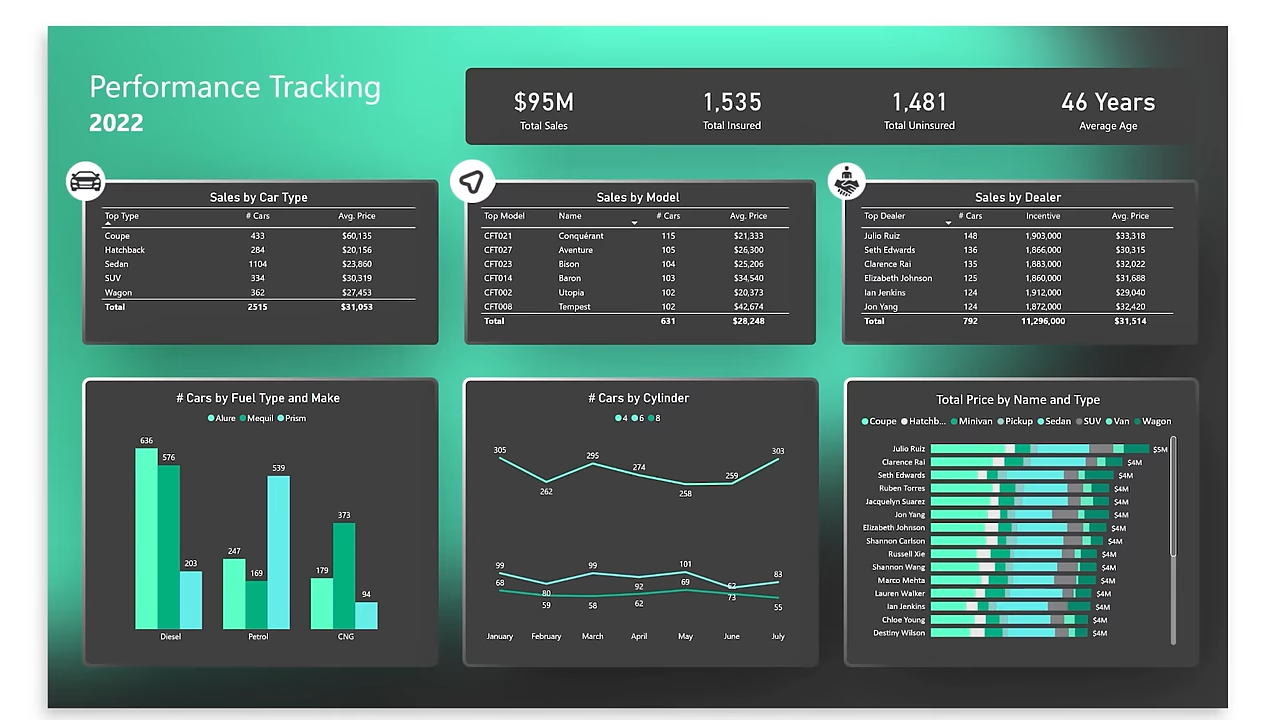 Performance Tracking
2022
$95M 1,535 1,481 46 Years
Total Sales Total Insured Total Uninsured Average Age
Sales by Car Type
Top Type # Cars Avg. Price
Coupe 433 $60,135
Hatchback 284 $20,156
Sedan 1104 $23,860
SUV 334 $30,319
Wagon 362 $27,453
Total 2515 $31,053
Sales by Model
Top Model Name # Cars Avg. Price
CFT021 Conquérant 115 $21,333
CFT027 Aventure 105 $26,300
CFT023 Bison 104 $25,206
CFT014 Baron 103 $34,540
CFT002 Utopia 102 $20,373
CFT008 Tempest 102 $42,674
Total 631 $28,248
Sales by Dealer
Top Dealer # Cars Incentive Avg. Price
Julio Ruiz 148 1,903,000 $33,318
Seth Edwards 136 1,866,000 $30,315
Clarence Rai 135 1,883,000 $32,022
Elizabeth Johnson 125 1,860,000 $31,688
Ian Jenkins 124 1,912,000 $29,040
Jon Yang 124 1,872,000 $32,420
Total 792 11,296,000 $31,514
# Cars by Fuel Type and Make
Alure Mequil Prism
636 576 203 247 169 539 179 373 94
Diesel Petrol CNG
# Cars by Cylinder
4 6 8
305 262 295 274 258 259 303
99 80 99 92 101 62 83
68 59 58 62 69 73 55
January February March April May June July
Total Price by Name and Type
Coupe Hatchb... Minivan Pickup Sedan SUV Van Wagon
Julio Ruiz $5M
Clarence Rai $4M
Seth Edwards $4M
Ruben Torres $4M
Jacquelyn Suarez $4M
Jon Yang $4M
Elizabeth Johnson $4M
Shannon Carlson $4M
Russell Xie $4M
Shannon Wang $4M
Marco Mehta $4M
Lauren Walker $4M
Ian Jenkins $4M
Chloe Young $4M
Destiny Wilson $4M